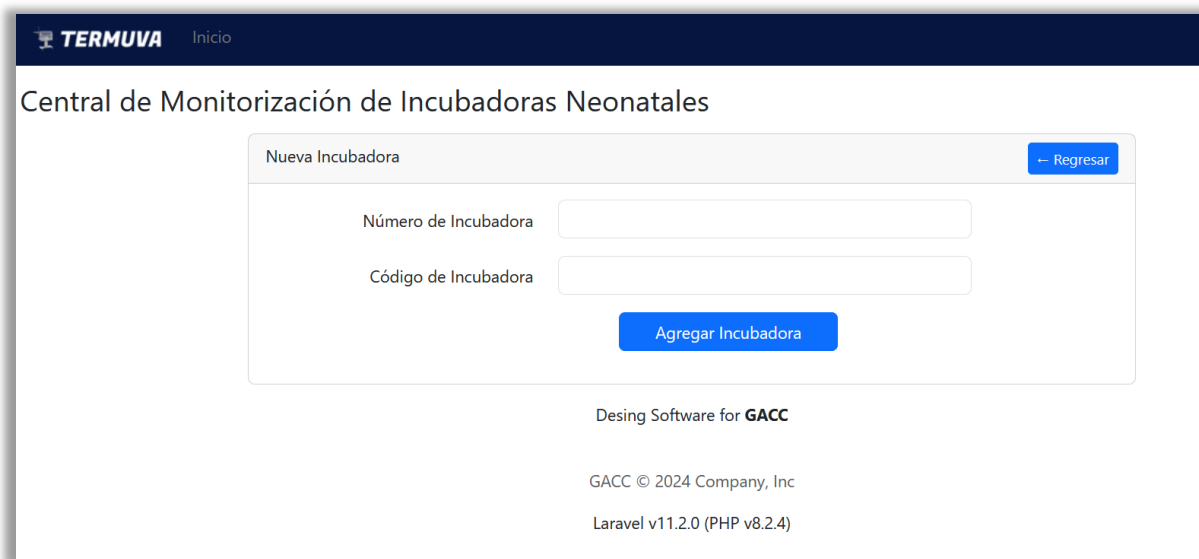 TERMUVA Inicio
Central de Monitorización de Incubadoras Neonatales
Nueva Incubadora ← Regresar
Número de Incubadora
Código de Incubadora
Agregar Incubadora
Desing Software for GACC
GACC © 2024 Company, Inc
Laravel v11.2.0 (PHP v8.2.4)